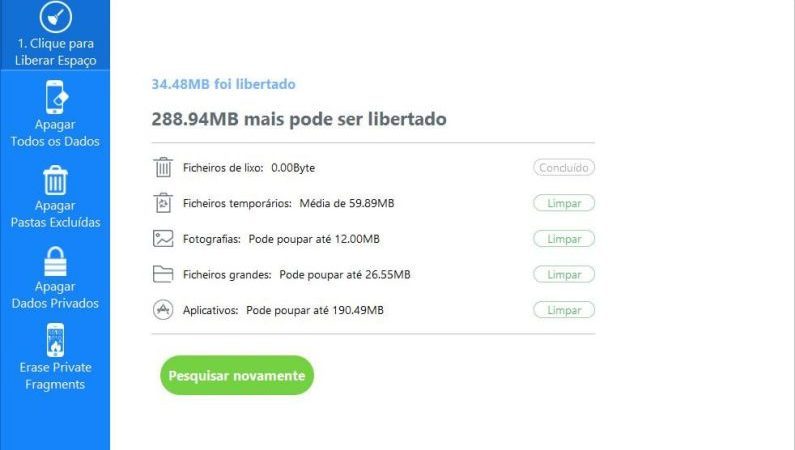 1. Clique para
Liberar Espaço
Apagar
Todos os Dados
Apagar
Pastas Excluídas
Apagar
Dados Privados
Erase Private
Fragments
34.48MB foi libertado
288.94MB mais pode ser libertado
Ficheiros de lixo: 0.00Byte Concluído
Ficheiros temporários: Média de 59.89MB Limpar
Fotografias: Pode poupar até 12.00MB Limpar
Ficheiros grandes: Pode poupar até 26.55MB Limpar
Aplicativos: Pode poupar até 190.49MB Limpar
Pesquisar novamente